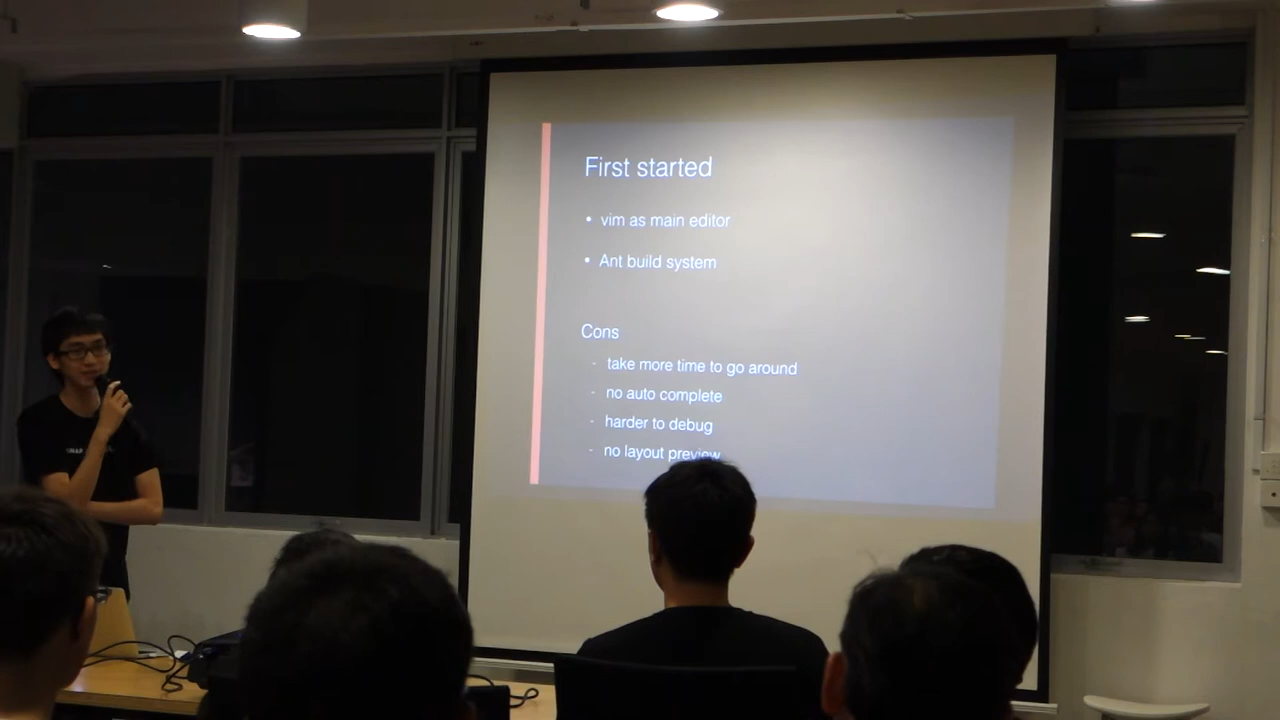 First started
• vim as main editor
• Ant build system
Cons
- take more time to go around
- no auto complete
- harder to debug
- no layout preview